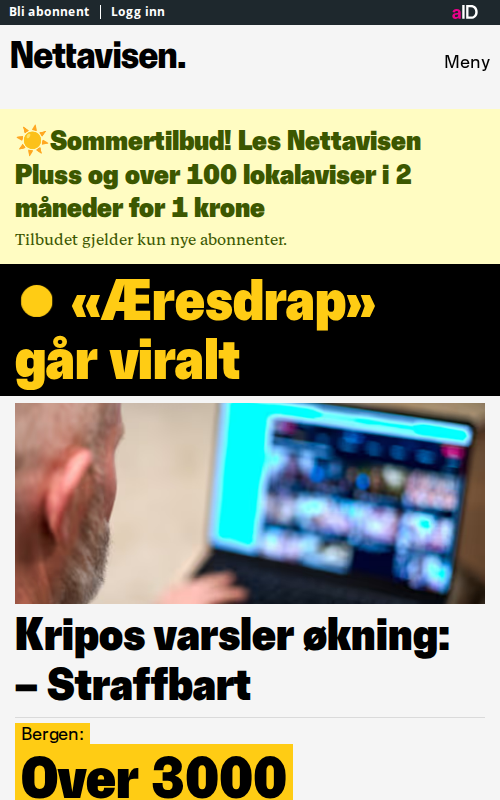 Bli abonnent | Logg inn
aID
Nettavisen.
Meny
☀️Sommertilbud! Les Nettavisen
Pluss og over 100 lokalaviser i 2
måneder for 1 krone
Tilbudet gjelder kun nye abonnenter.
● «Æresdrap»
går viralt
Kripos varsler økning:
– Straffbart
Bergen:
Over 3000